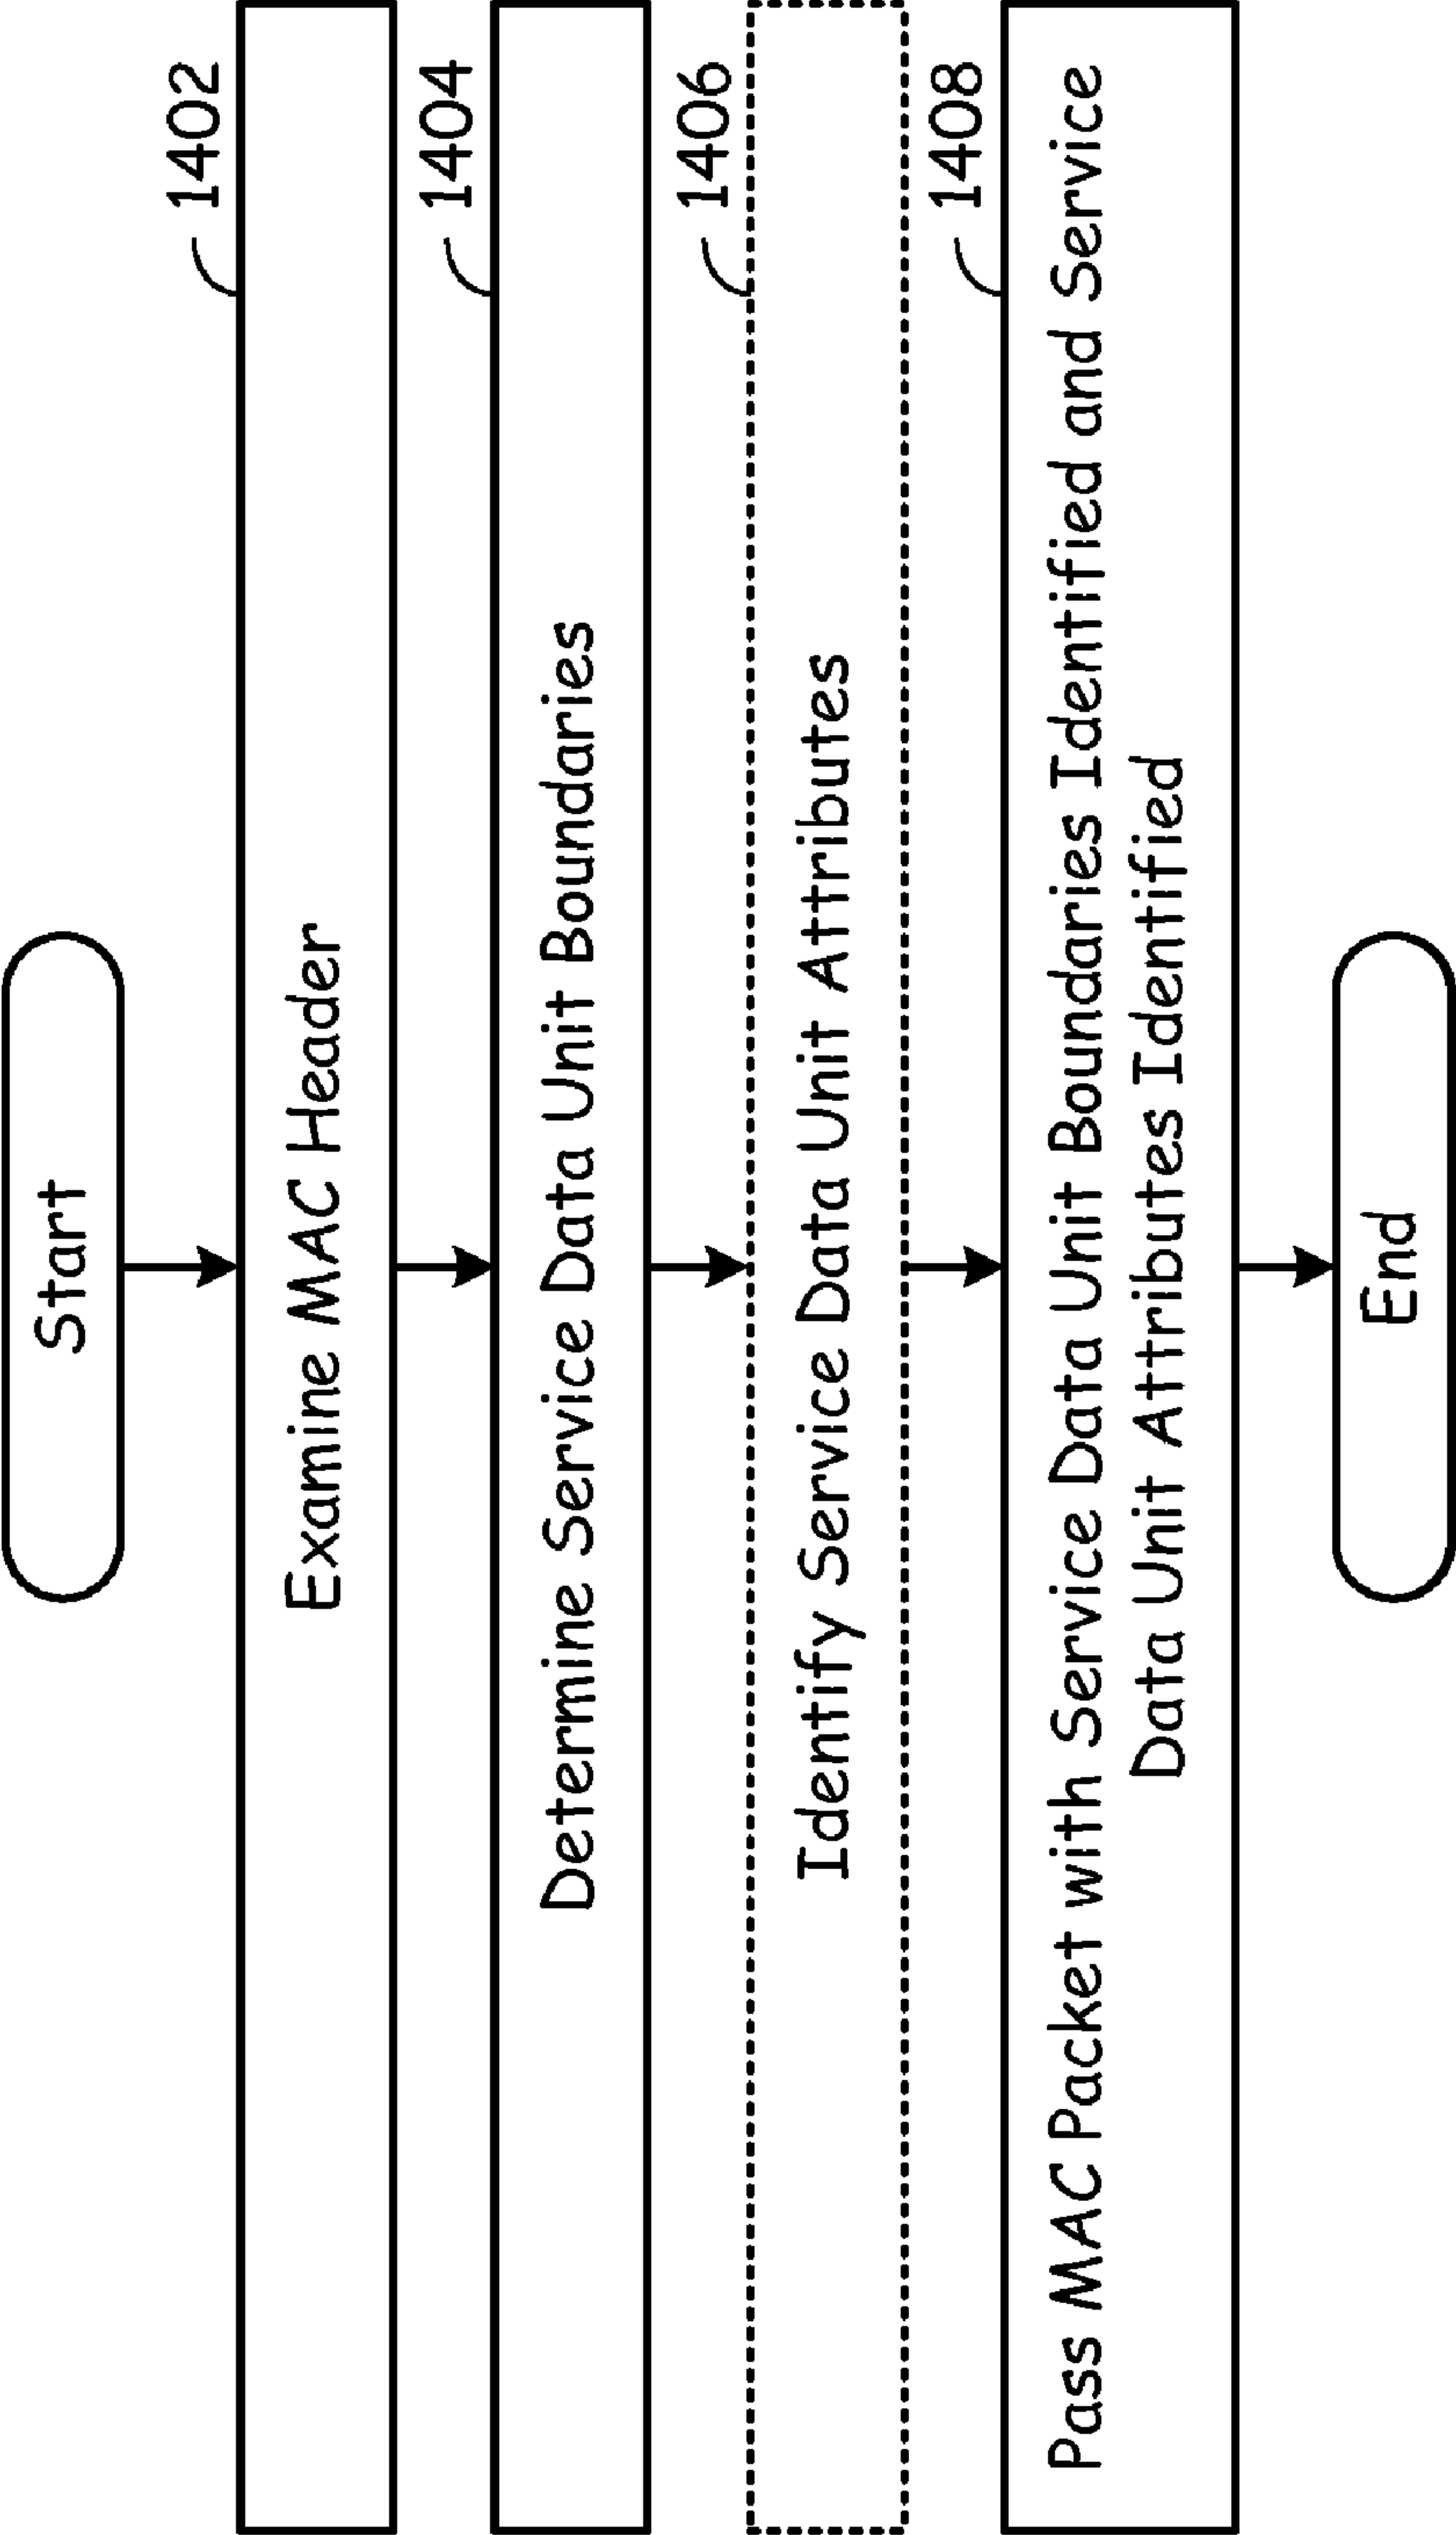 Start
1402
Examine MAC Header
1404
Determine Service Data Unit Boundaries
1406
Identify Service Data Unit Attributes
1408
Pass MAC Packet with Service Data Unit Boundaries Identified and Service
Data Unit Attributes Identified
End